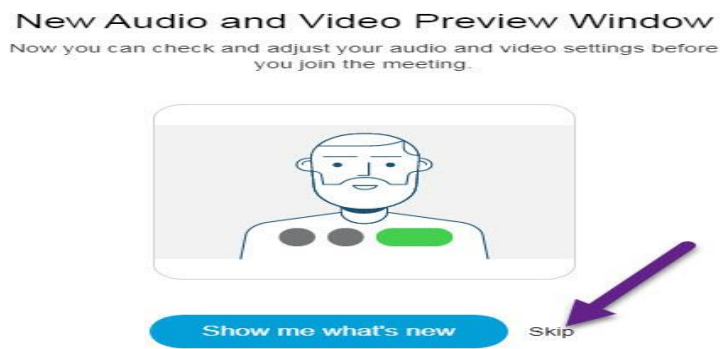 New Audio and Video Preview Window
Now you can check and adjust your audio and video settings before
you join the meeting.
Show me what's new
Skip